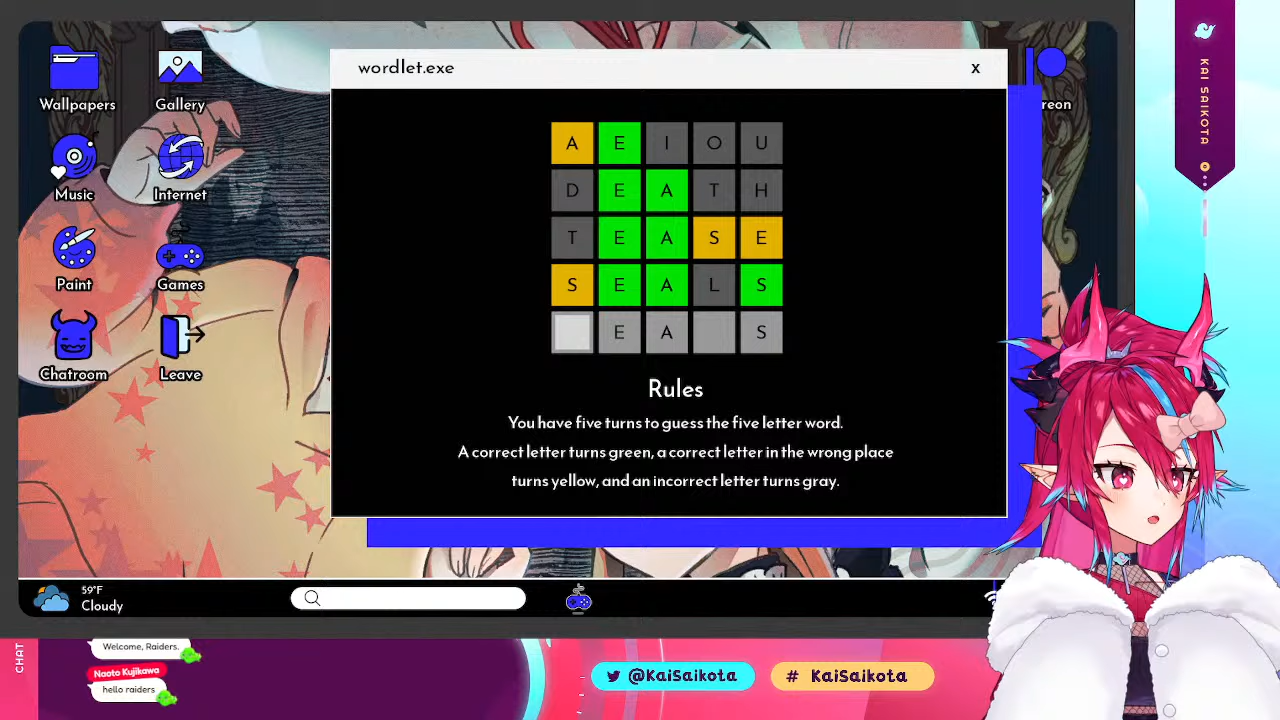 wordlet.exe
x
Wallpapers
Gallery
reon
KAI SAIKOTA
A E I O U
Music
Internet
D E A T H
T E A S E
Paint
Games
S E A L S
E A S
Chatroom
Leave
Rules
You have five turns to guess the five letter word.
A correct letter turns green, a correct letter in the wrong place
turns yellow, and an incorrect letter turns gray.
59°F
Cloudy
CHAT
Welcome, Raiders.
Naoto Kujikawa
hello raiders
@KaiSaikota
# KaiSaikota